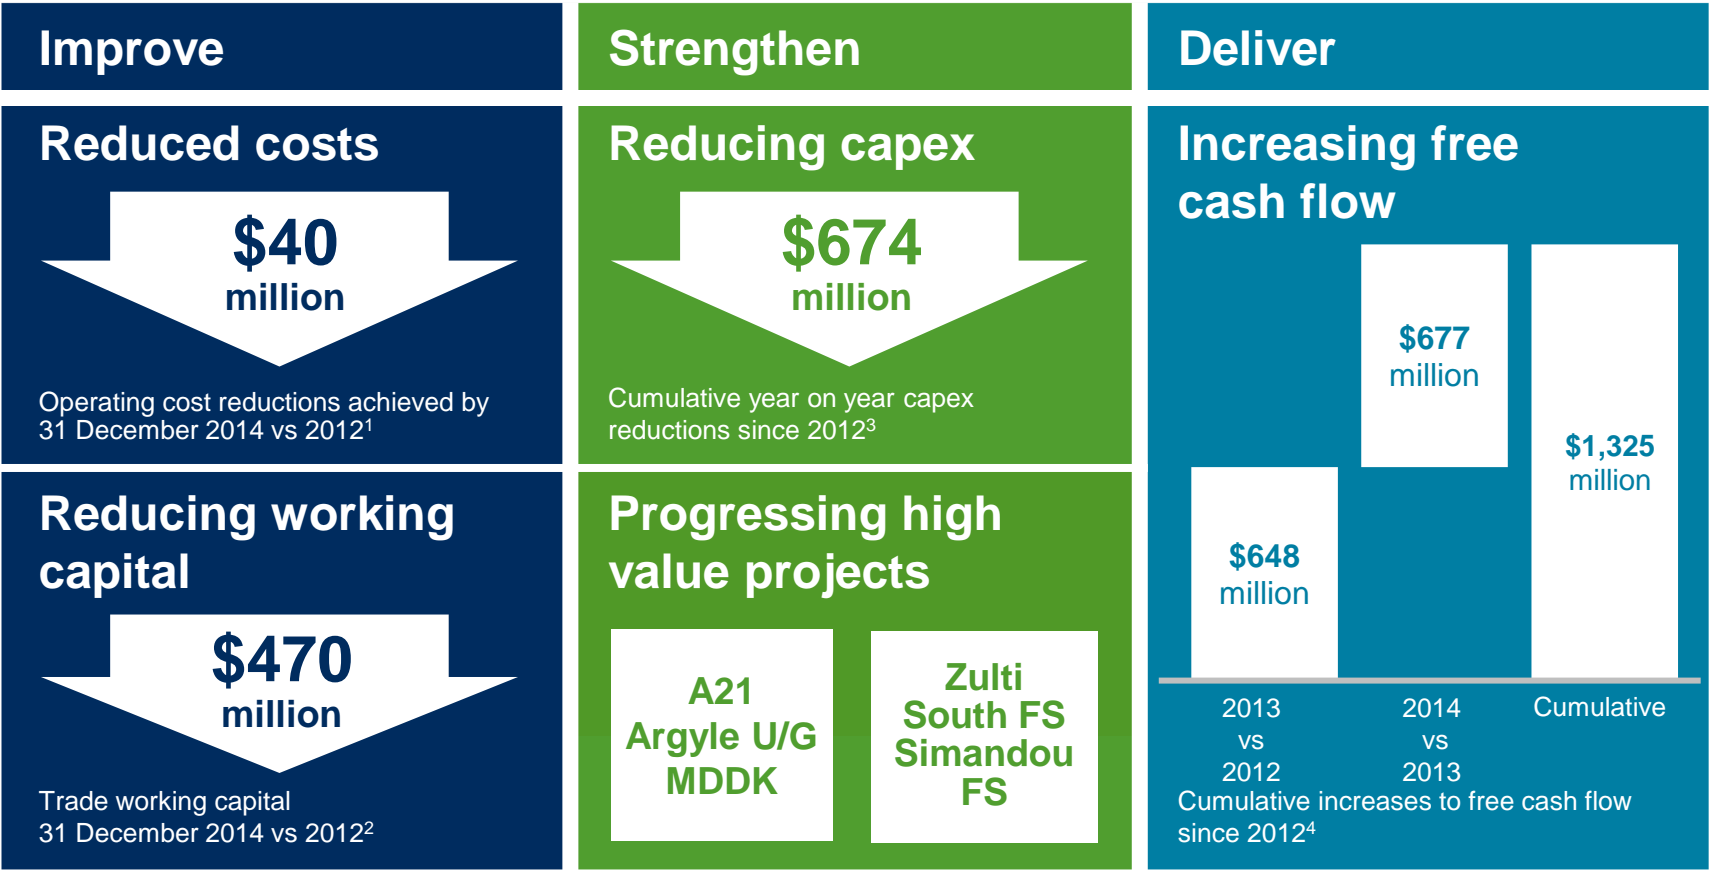 Improve
Reduced costs
$40
million
Operating cost reductions achieved by
31 December 2014 vs 2012¹
Reducing working
capital
$470
million
Trade working capital
31 December 2014 vs 2012²
Strengthen
Reducing capex
$674
million
Cumulative year on year capex
reductions since 2012³
Progressing high
value projects
A21
Argyle U/G
MDDK
Zulti
South FS
Simandou
FS
Deliver
Increasing free
cash flow
$648
million
$677
million
$1,325
million
2013
vs
2012
2014
vs
2013
Cumulative
Cumulative increases to free cash flow
since 2012⁴